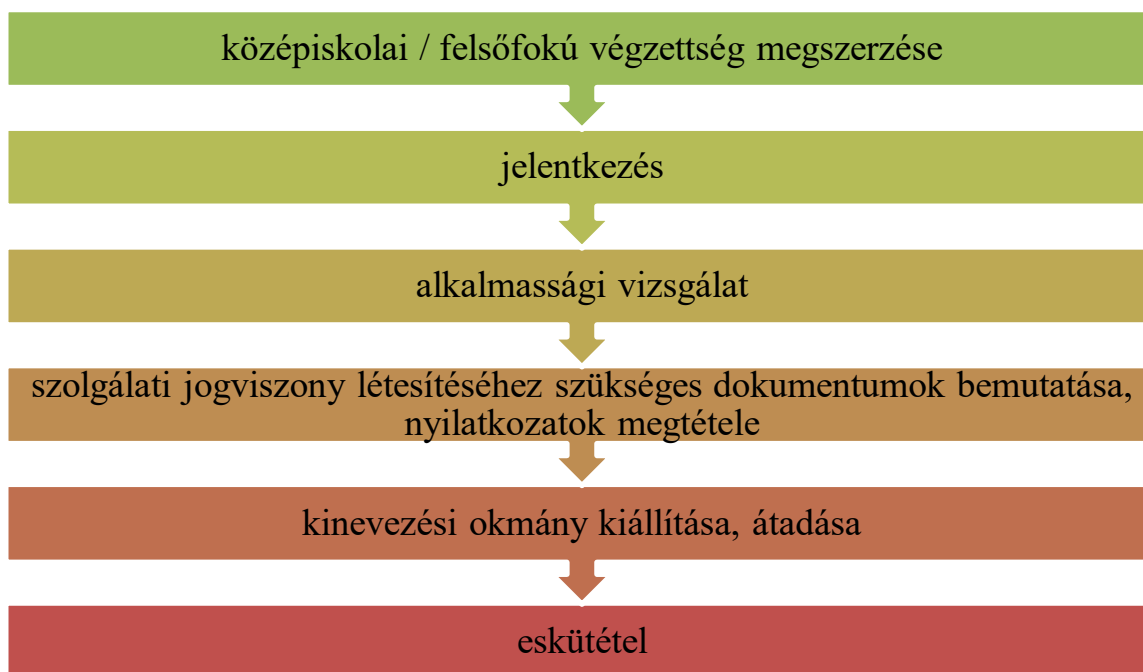 középiskolai / felsőfokú végzettség megszerzése
jelentkezés
alkalmassági vizsgálat
szolgálati jogviszony létesítéséhez szükséges dokumentumok bemutatása,
nyilatkozatok megtétele
kinevezési okmány kiállítása, átadása
eskütétel